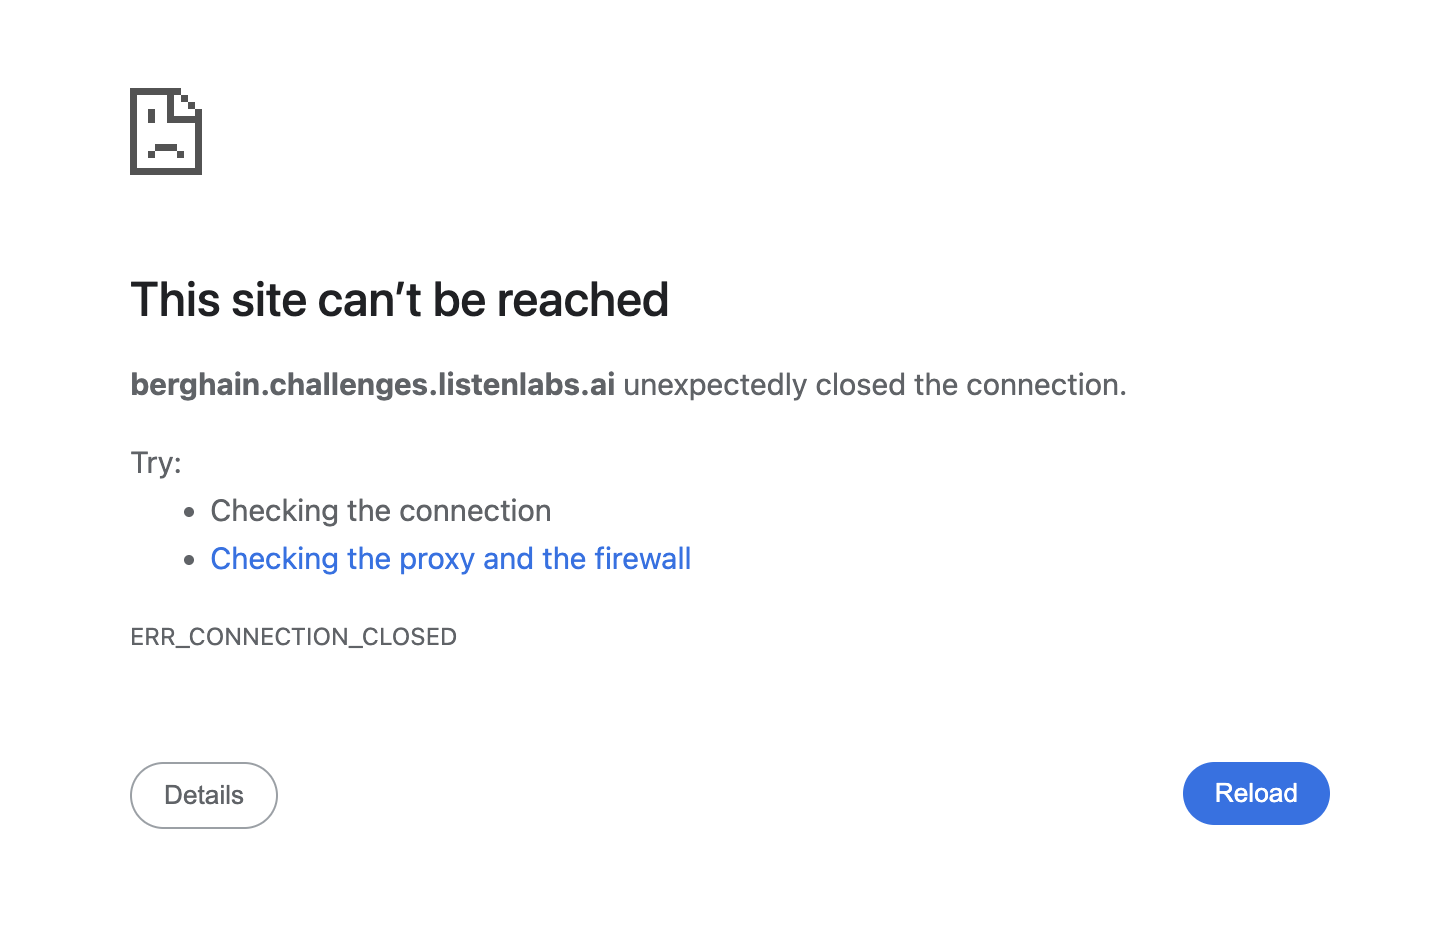 This site can’t be reached
berghain.challenges.listenlabs.ai unexpectedly closed the connection.
Try:
• Checking the connection
• Checking the proxy and the firewall
ERR_CONNECTION_CLOSED
Details
Reload